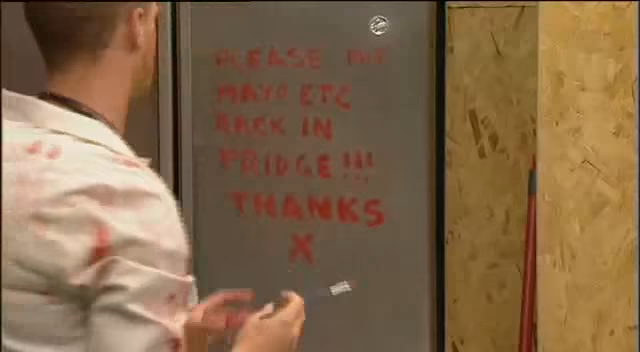 PLEASE PUT
MAYO ETC
BACK IN
FRIDGE!!!
THANKS
X